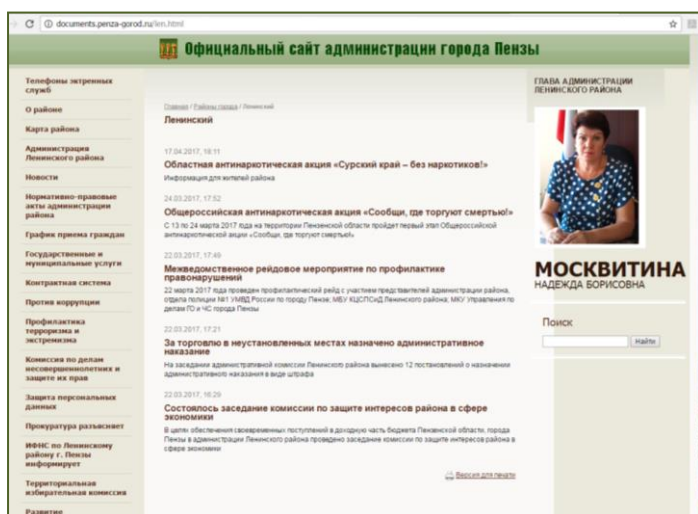 documents.penza-gorod.ru/len.html
Официальный сайт администрации города Пензы
Телефоны экстренных
служб
О районе
Карта района
Администрация
Ленинского района
Новости
Нормативно-правовые
акты администрации
района
График приема граждан
Государственные и
муниципальные услуги
Контрактная система
Против коррупции
Профилактика
терроризма и
экстремизма
Комиссия по делам
несовершеннолетних и
защите их прав
Защита персональных
данных
Прокуратура разъясняет
ИФНС по Ленинскому
району г. Пензы
информирует
Территориальная
избирательная комиссия
Развитие
Главная / Районы города / Ленинский
Ленинский
17.04.2017, 18:11
Областная антинаркотическая акция «Сурский край – без наркотиков!»
Информация для жителей района
24.03.2017, 17:52
Общероссийская антинаркотическая акция «Сообщи, где торгуют смертью!»
С 13 по 24 марта 2017 года на территории Пензенской области пройдет первый этап Общероссийской
антинаркотической акции «Сообщи, где торгуют смертью!»
22.03.2017, 17:49
Межведомственное рейдовое мероприятие по профилактике
правонарушений
22 марта 2017 года проведен профилактический рейд с участием представителей администрации района,
отдела полиции №1 УМВД России по городу Пензе; МБУ КЦСПСиД Ленинского района; МКУ Управления по
делам ГО и ЧС города Пензы
22.03.2017, 17:21
За торговлю в неустановленных местах назначено административное
наказание
На заседании административной комиссии Ленинского района вынесено 12 постановлений о назначении
административного наказания в виде штрафа
22.03.2017, 16:29
Состоялось заседание комиссии по защите интересов района в сфере
экономики
В целях обеспечения своевременных поступлений в доходную часть бюджета Пензенской области, города
Пензы в администрации Ленинского района проведено заседание комиссии по защите интересов района в
сфере экономики
Версия для печати
ГЛАВА АДМИНИСТРАЦИИ
ЛЕНИНСКОГО РАЙОНА
МОСКВИТИНА
НАДЕЖДА БОРИСОВНА
Поиск
Найти